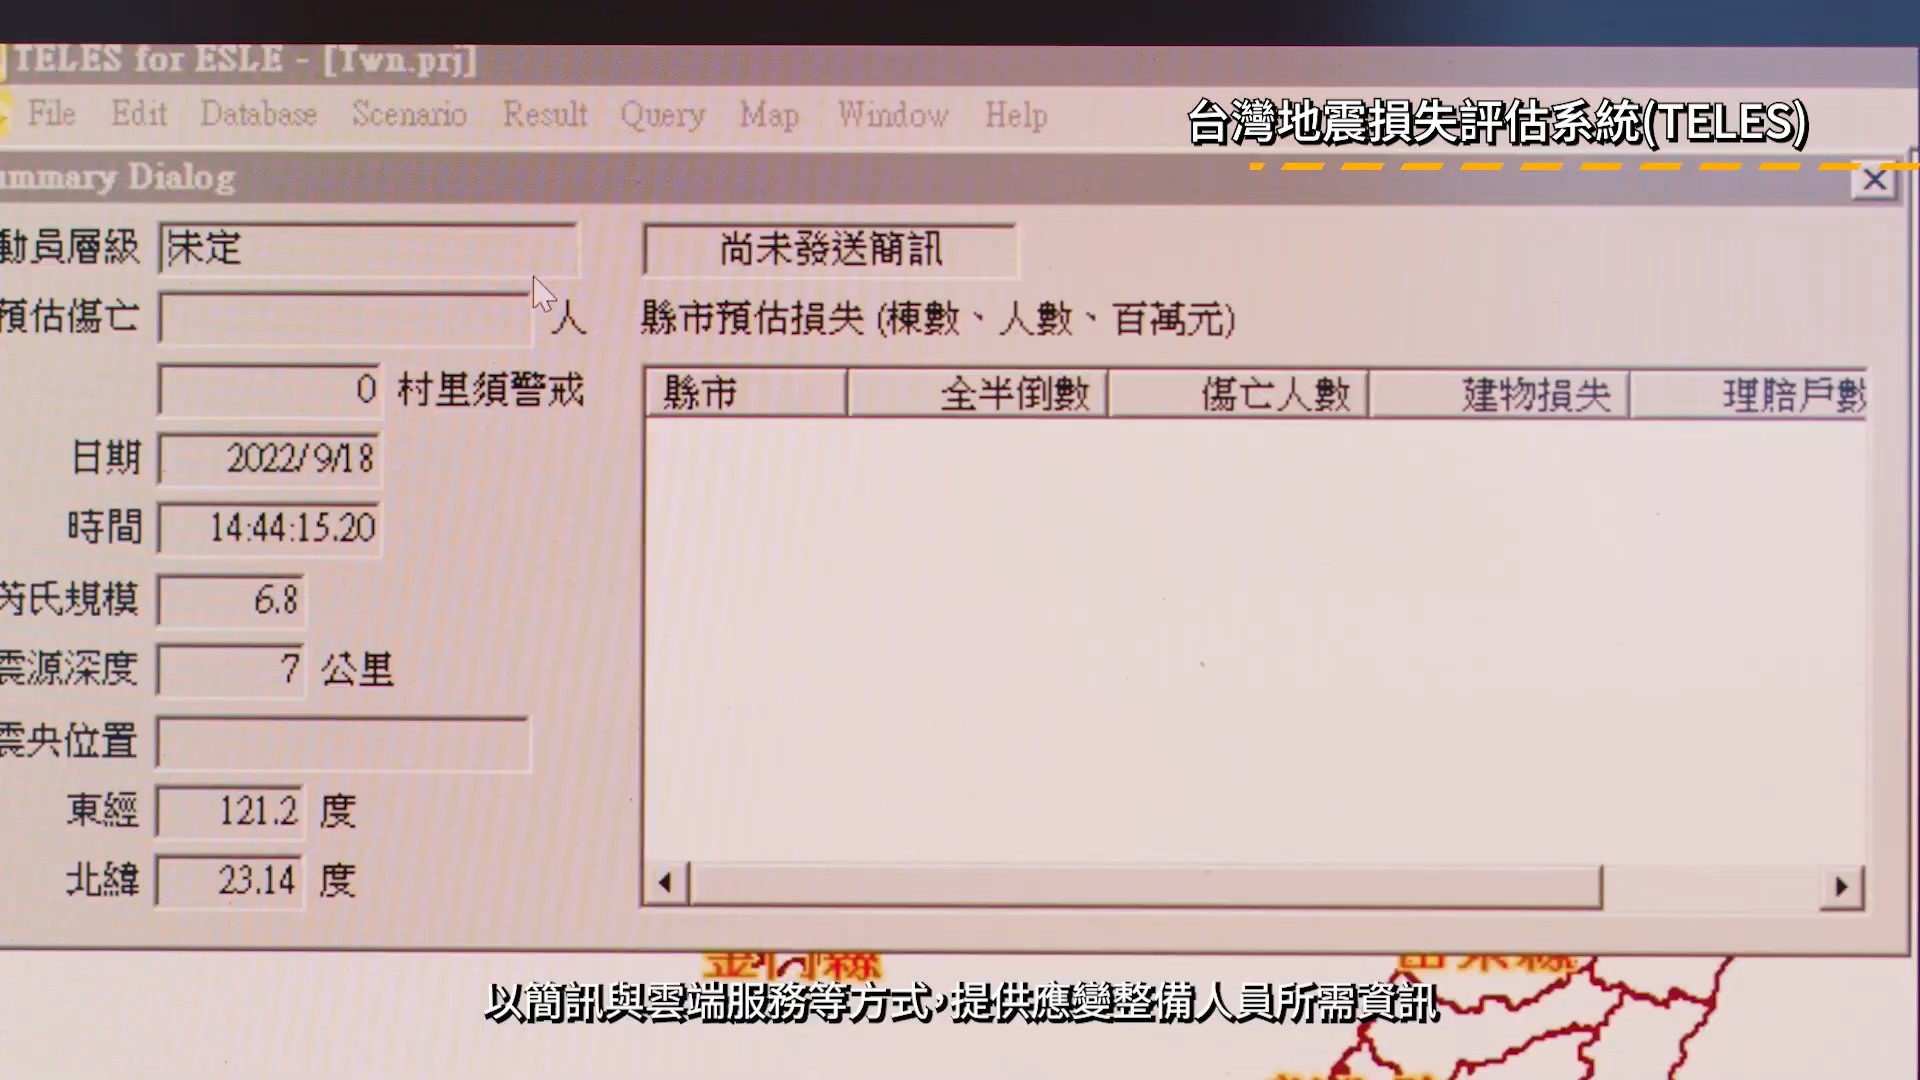 TELES for ESLE - [Twn.prj]
File Edit Database Scenario Result Query Map Window Help
台灣地震損失評估系統(TELES)
ummary Dialog
動員層級 未定
尚未發送簡訊
預估傷亡 人
縣市預估損失 (棟數、人數、百萬元)
0 村里須警戒
縣市 全半倒數 傷亡人數 建物損失 理賠戶數
日期 2022/ 9/18
時間 14:44:15.20
芮氏規模 6.8
震源深度 7 公里
震央位置
東經 121.2 度
北緯 23.14 度
金門縣
以簡訊與雲端服務等方式,提供應變整備人員所需資訊